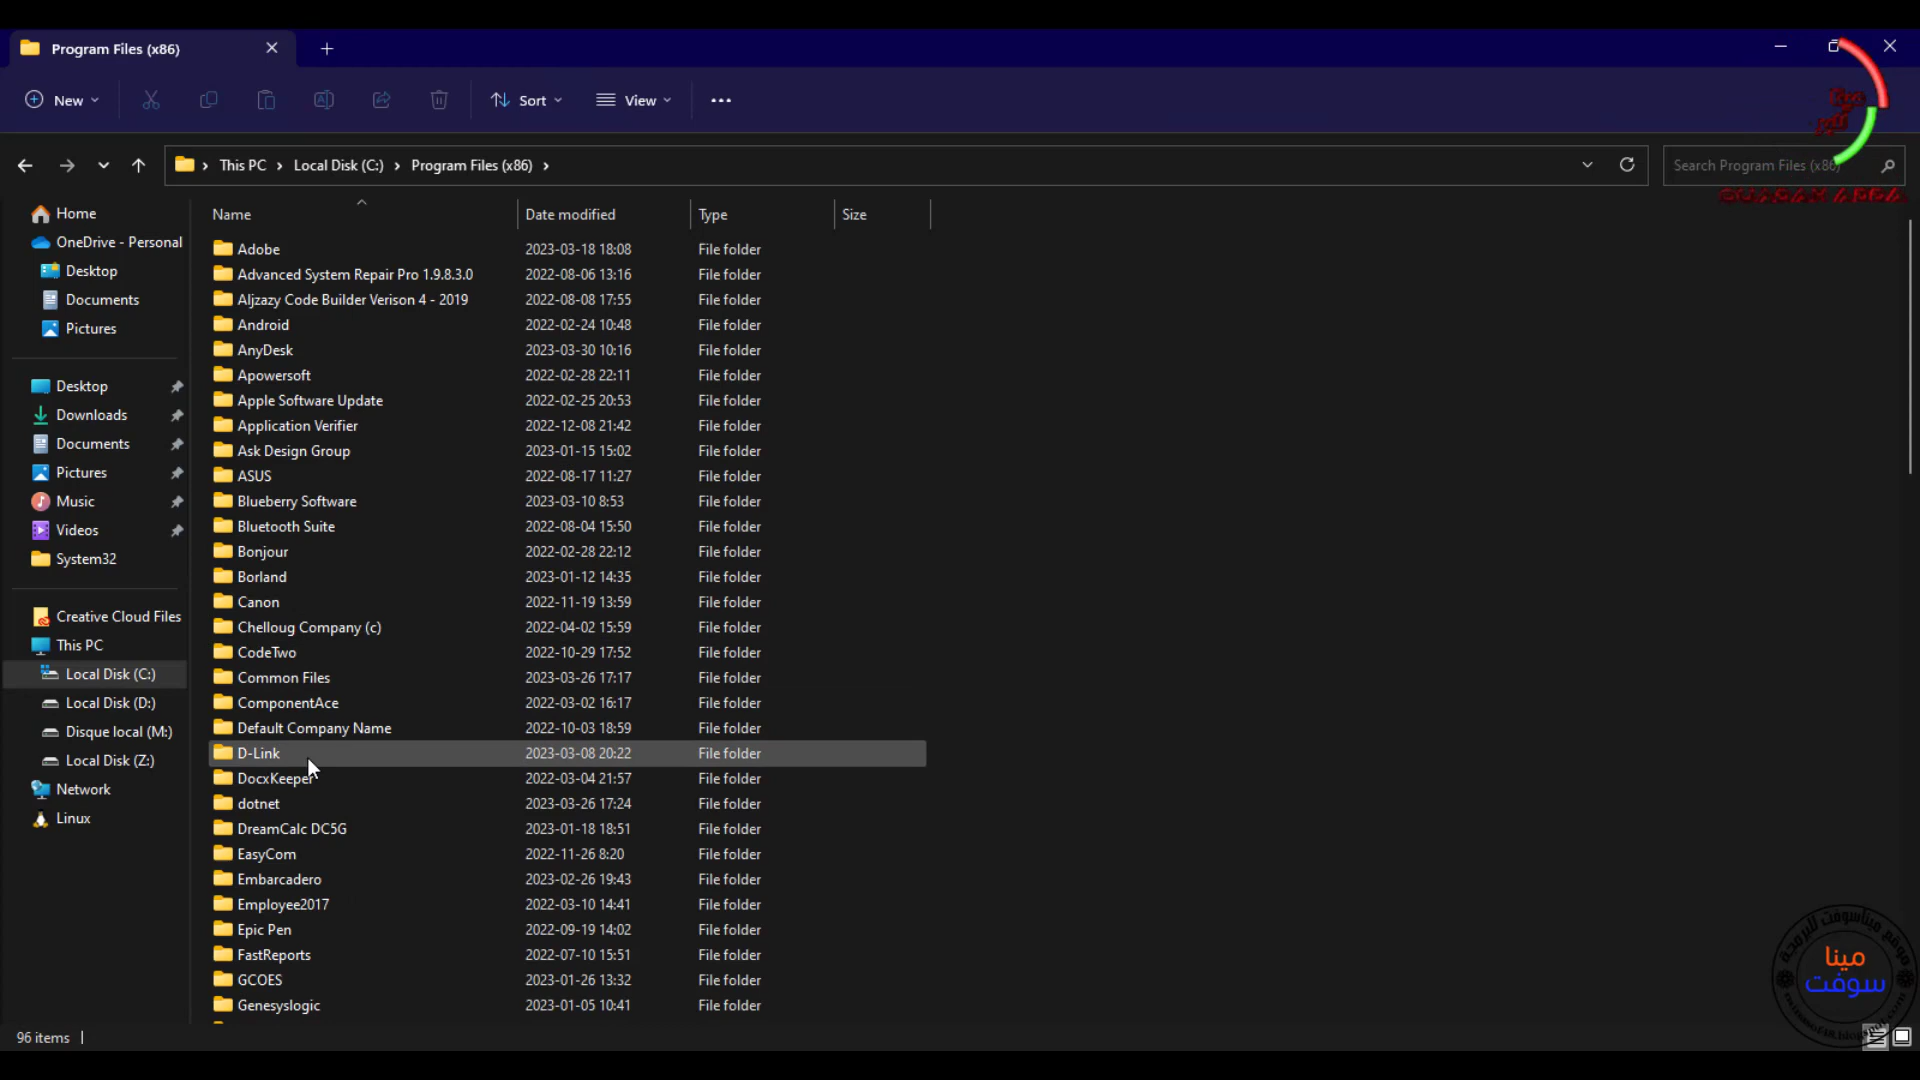 Program Files (x86)
New
Sort
View
This PC
Local Disk (C:)
Program Files (x86)
Search Program Files (x86)
Home
OneDrive - Personal
Desktop
Documents
Pictures
Desktop
Downloads
Documents
Pictures
Music
Videos
System32
Creative Cloud Files
This PC
Local Disk (C:)
Local Disk (D:)
Disque local (M:)
Local Disk (Z:)
Network
Linux
Name Date modified Type Size
Adobe 2023-03-18 18:08 File folder
Advanced System Repair Pro 1.9.8.3.0 2022-08-06 13:16 File folder
Aljzazy Code Builder Verison 4 - 2019 2022-08-08 17:55 File folder
Android 2022-02-24 10:48 File folder
AnyDesk 2023-03-30 10:16 File folder
Apowersoft 2022-02-28 22:11 File folder
Apple Software Update 2022-02-25 20:53 File folder
Application Verifier 2022-12-08 21:42 File folder
Ask Design Group 2023-01-15 15:02 File folder
ASUS 2022-08-17 11:27 File folder
Blueberry Software 2023-03-10 8:53 File folder
Bluetooth Suite 2022-08-04 15:50 File folder
Bonjour 2022-02-28 22:12 File folder
Borland 2023-01-12 14:35 File folder
Canon 2022-11-19 13:59 File folder
Chelloug Company (c) 2022-04-02 15:59 File folder
CodeTwo 2022-10-29 17:52 File folder
Common Files 2023-03-26 17:17 File folder
ComponentAce 2022-03-02 16:17 File folder
Default Company Name 2022-10-03 18:59 File folder
D-Link 2023-03-08 20:22 File folder
DocxKeeper 2022-03-04 21:57 File folder
dotnet 2023-03-26 17:24 File folder
DreamCalc DC5G 2023-01-18 18:51 File folder
EasyCom 2022-11-26 8:20 File folder
Embarcadero 2023-02-26 19:43 File folder
Employee2017 2022-03-10 14:41 File folder
Epic Pen 2022-09-19 14:02 File folder
FastReports 2022-07-10 15:51 File folder
GCOES 2023-01-26 13:32 File folder
Genesyslogic 2023-01-05 10:41 File folder
96 items
موقع ميناسوفت للبرمجة
مينا
سوفت